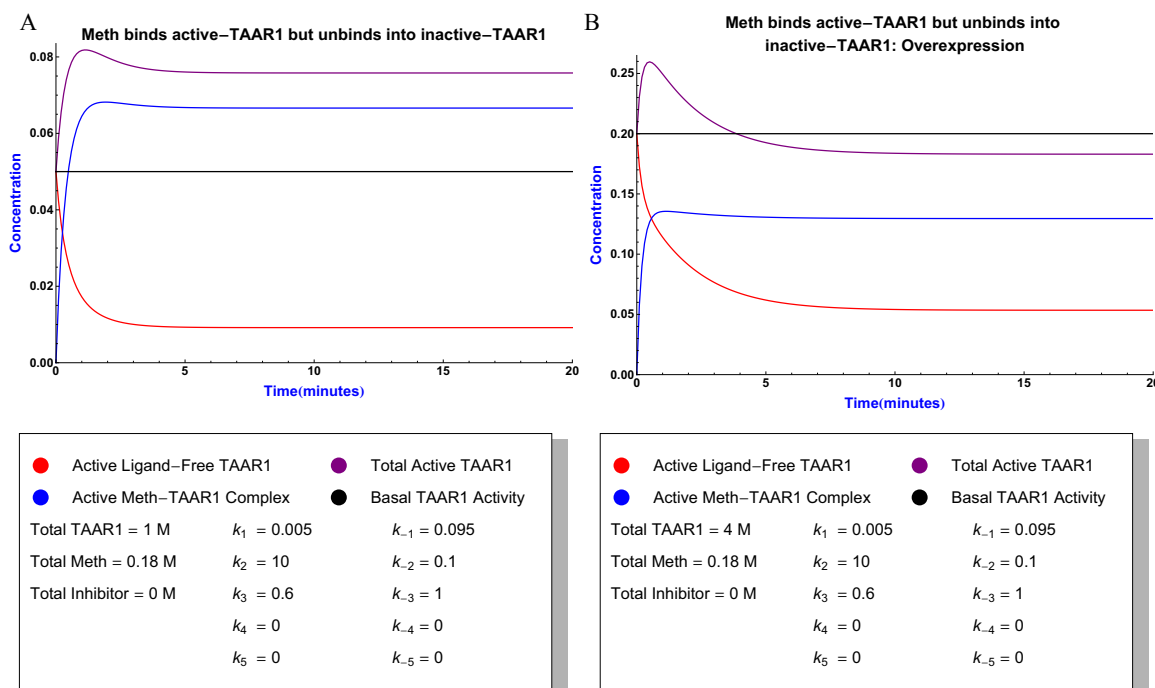 A
Meth binds active−TAAR1 but unbinds into inactive−TAAR1
Concentration
0.08
0.06
0.04
0.02
0.00
0
5
10
15
20
Time(minutes)
Active Ligand−Free TAAR1
Total Active TAAR1
Active Meth−TAAR1 Complex
Basal TAAR1 Activity
Total TAAR1 = 1 M k₁ = 0.005 k₋₁ = 0.095
Total Meth = 0.18 M k₂ = 10 k₋₂ = 0.1
Total Inhibitor = 0 M k₃ = 0.6 k₋₃ = 1
k₄ = 0 k₋₄ = 0
k₅ = 0 k₋₅ = 0
B
Meth binds active−TAAR1 but unbinds into
inactive−TAAR1: Overexpression
Concentration
0.25
0.20
0.15
0.10
0.05
0.00
0
5
10
15
20
Time(minutes)
Active Ligand−Free TAAR1
Total Active TAAR1
Active Meth−TAAR1 Complex
Basal TAAR1 Activity
Total TAAR1 = 4 M k₁ = 0.005 k₋₁ = 0.095
Total Meth = 0.18 M k₂ = 10 k₋₂ = 0.1
Total Inhibitor = 0 M k₃ = 0.6 k₋₃ = 1
k₄ = 0 k₋₄ = 0
k₅ = 0 k₋₅ = 0